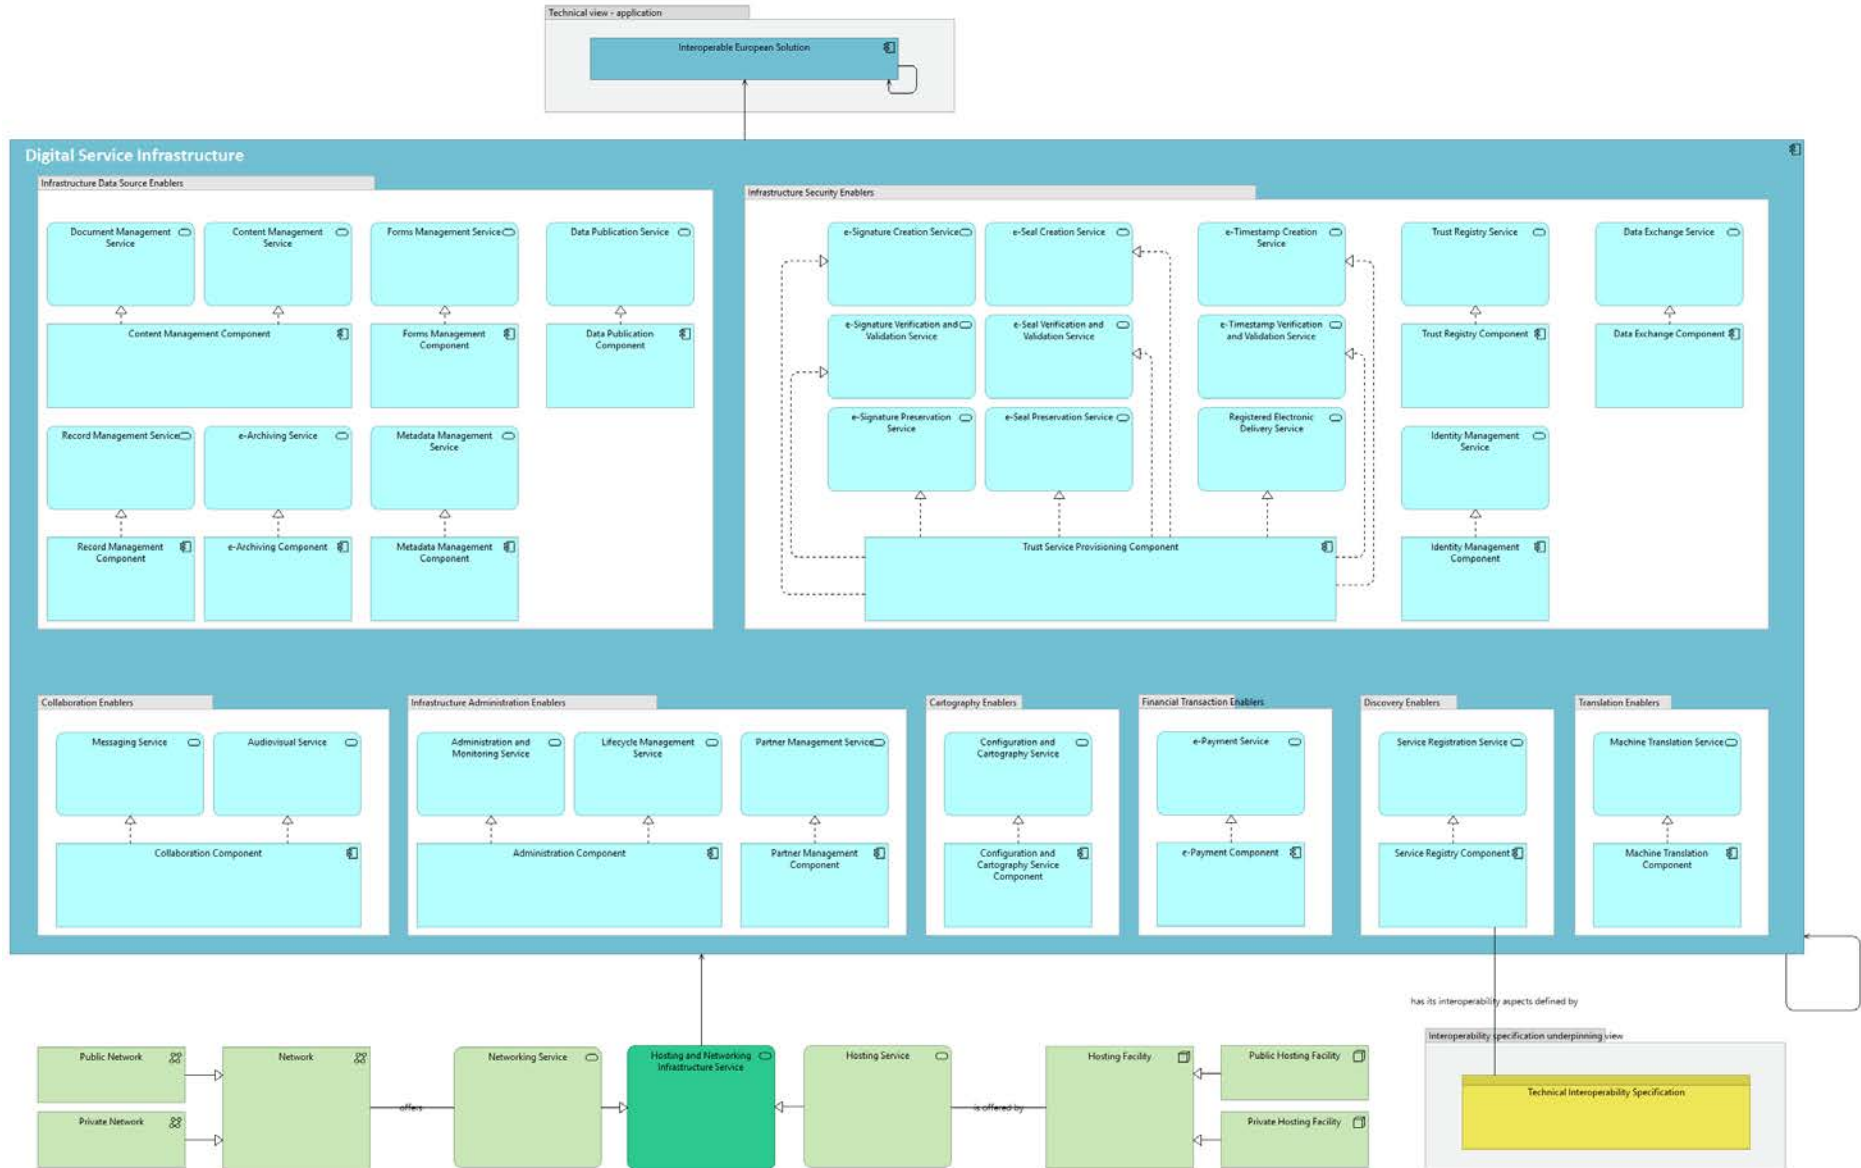 Technical view - application
Interoperable European Solution
Digital Service Infrastructure
Infrastructure Data Source Enablers
Document Management
Service
Content Management
Service
Forms Management Service
Data Publication Service
Content Management Component
Forms Management
Component
Data Publication
Component
Record Management Service
e-Archiving Service
Metadata Management
Service
Record Management
Component
e-Archiving Component
Metadata Management
Component
Infrastructure Security Enablers
e-Signature Creation Service
e-Seal Creation Service
e-Timestamp Creation
Service
Trust Registry Service
Data Exchange Service
e-Signature Verification and
Validation Service
e-Seal Verification and
Validation Service
e-Timestamp Verification
and Validation Service
Trust Registry Component
Data Exchange Component
e-Signature Preservation
Service
e-Seal Preservation Service
Registered Electronic
Delivery Service
Identity Management
Service
Trust Service Provisioning Component
Identity Management
Component
Collaboration Enablers
Messaging Service
Audiovisual Service
Collaboration Component
Infrastructure Administration Enablers
Administration and
Monitoring Service
Lifecycle Management
Service
Partner Management Service
Administration Component
Partner Management
Component
Cartography Enablers
Configuration and
Cartography Service
Configuration and
Cartography Service
Component
Financial Transaction Enablers
e-Payment Service
e-Payment Component
Discovery Enablers
Service Registration Service
Service Registry Component
Translation Enablers
Machine Translation Service
Machine Translation
Component
has its interoperability aspects defined by
Public Network
Private Network
Network
offers
Networking Service
Hosting and Networking
Infrastructure Service
Hosting Service
is offered by
Hosting Facility
Public Hosting Facility
Private Hosting Facility
Interoperability specification underpinning view
Technical Interoperability Specification